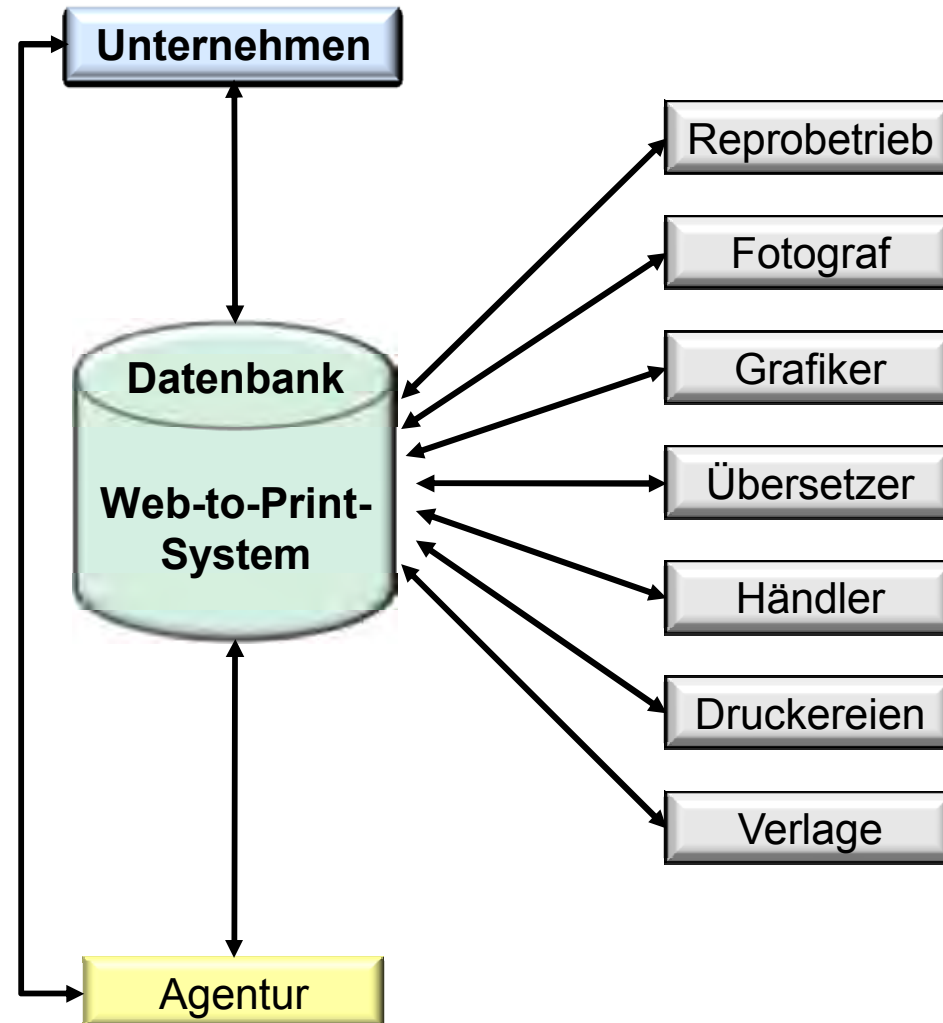 Unternehmen
Reprobetrieb
Fotograf
Grafiker
Übersetzer
Händler
Druckereien
Verlage
Datenbank
Web-to-Print-
System
Agentur